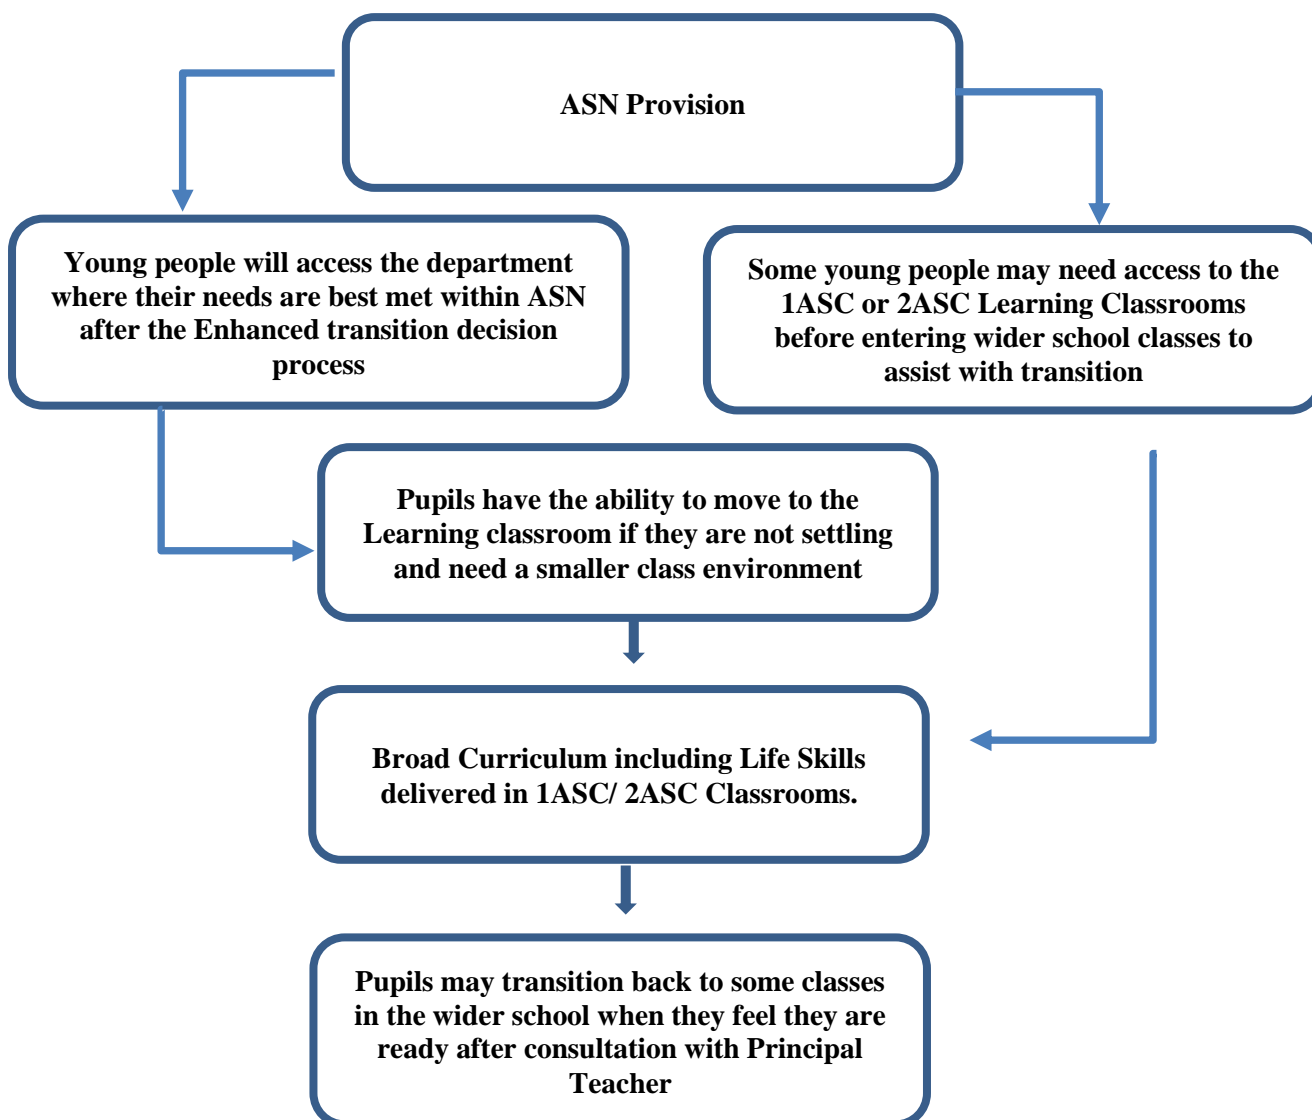 ASN Provision
Young people will access the department
where their needs are best met within ASN
after the Enhanced transition decision
process
Some young people may need access to the
1ASC or 2ASC Learning Classrooms
before entering wider school classes to
assist with transition
Pupils have the ability to move to the
Learning classroom if they are not settling
and need a smaller class environment
Broad Curriculum including Life Skills
delivered in 1ASC/ 2ASC Classrooms.
Pupils may transition back to some classes
in the wider school when they feel they are
ready after consultation with Principal
Teacher